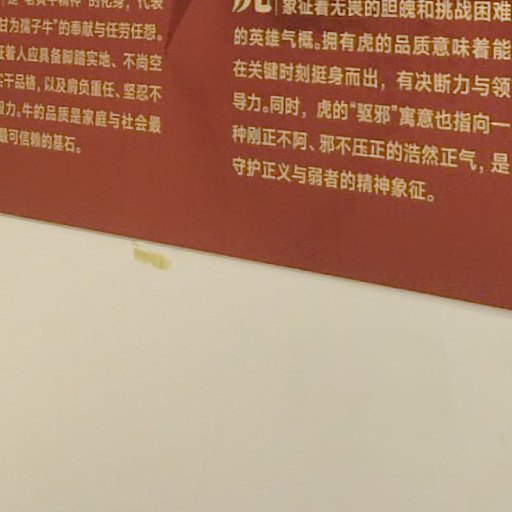 是"老黄牛精神"的化身，代表
甘为孺子牛"的奉献与任劳任怨。
征着人应具备脚踏实地、不尚空
实干品格，以及肩负重任、坚忍不
毅力。牛的品质是家庭与社会最
最可信赖的基石。
虎 象征着无畏的胆魄和挑战困难
的英雄气概。拥有虎的品质意味着能
在关键时刻挺身而出，有决断力与领
导力。同时，虎的"驱邪"寓意也指向一
种刚正不阿、邪不压正的浩然正气，是
守护正义与弱者的精神象征。